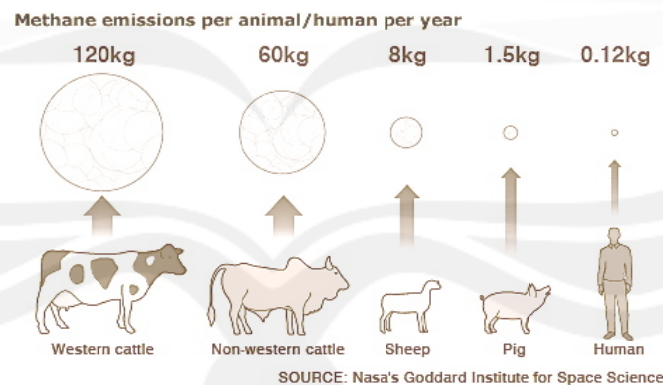 Methane emissions per animal/human per year
120kg 60kg 8kg 1.5kg 0.12kg
Western cattle Non-western cattle Sheep Pig Human
SOURCE: Nasa's Goddard Institute for Space Science